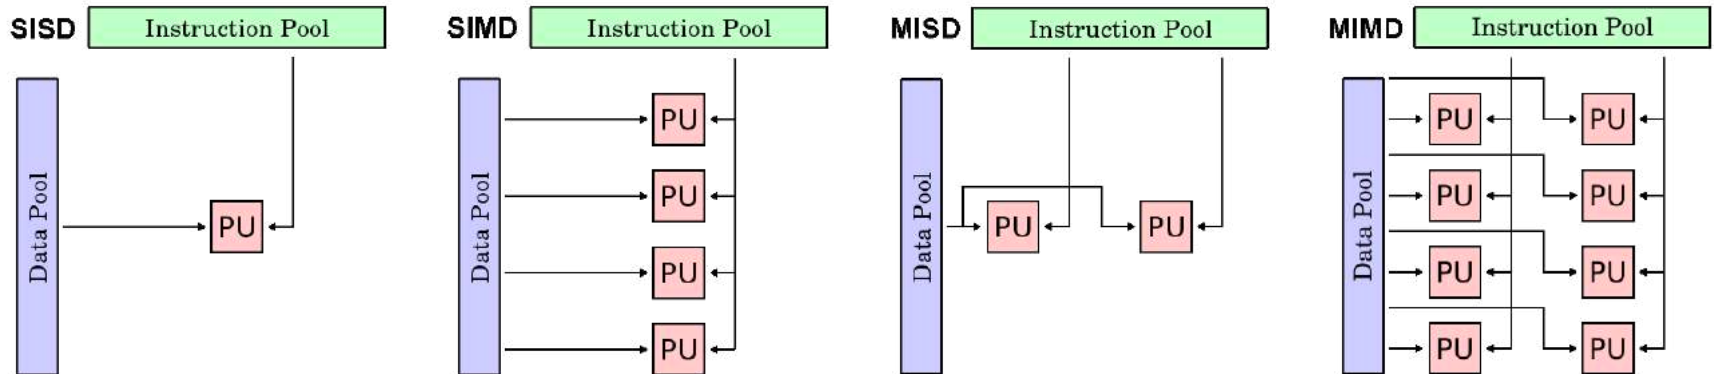 SISD Instruction Pool
Data Pool
PU
SIMD Instruction Pool
Data Pool
PU
PU
PU
PU
MISD Instruction Pool
Data Pool
PU PU
MIMD Instruction Pool
Data Pool
PU PU
PU PU
PU PU
PU PU